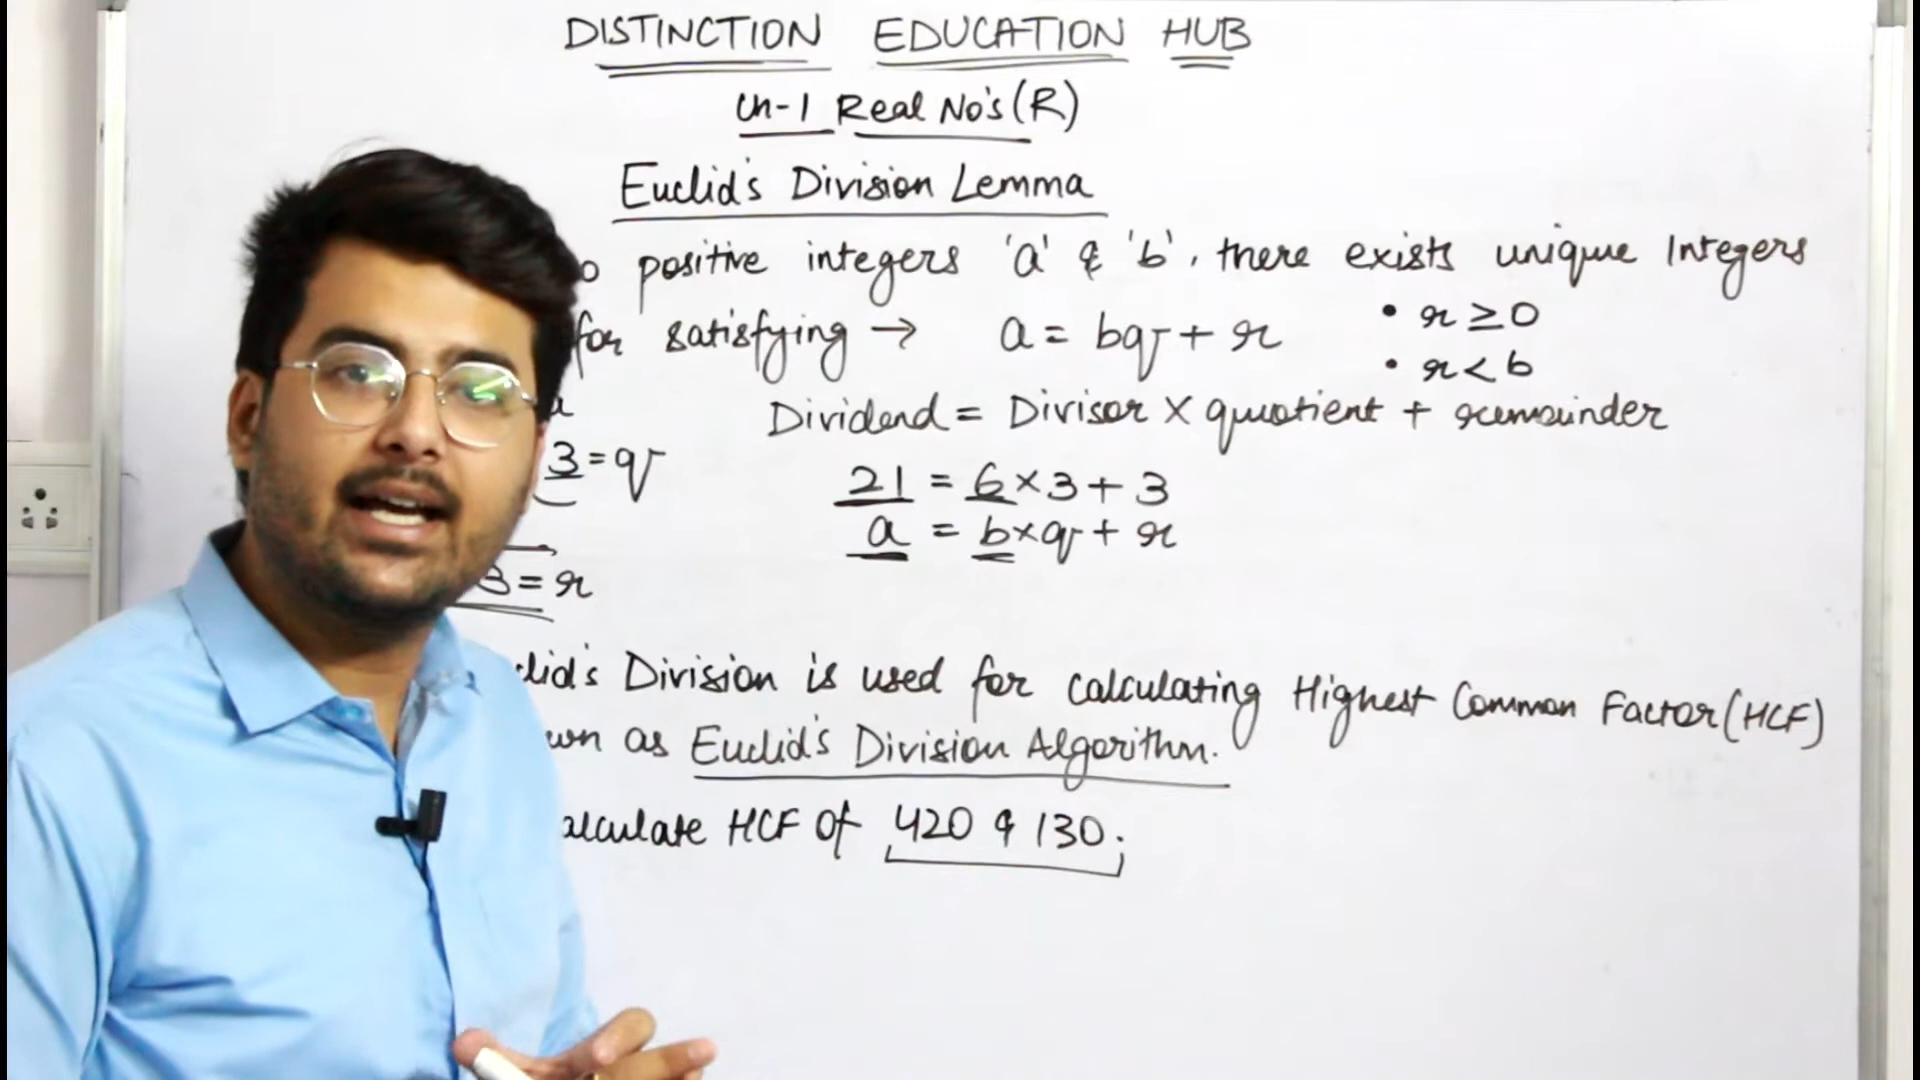 DISTINCTION EDUCATION HUB
Ch-1 Real No's (R)
Euclid's Division Lemma
positive integers 'a' & 'b', there exists unique Integers
for satisfying → a = bq + r • r ≥ 0
• r < b
Dividend = Divisor × quotient + remainder
3 = q
21 = 6 × 3 + 3
a = b × q + r
3 = r
Division is used for calculating Highest Common Factor (HCF)
as Euclid's Division Algorithm.
HCF of 420 & 130.